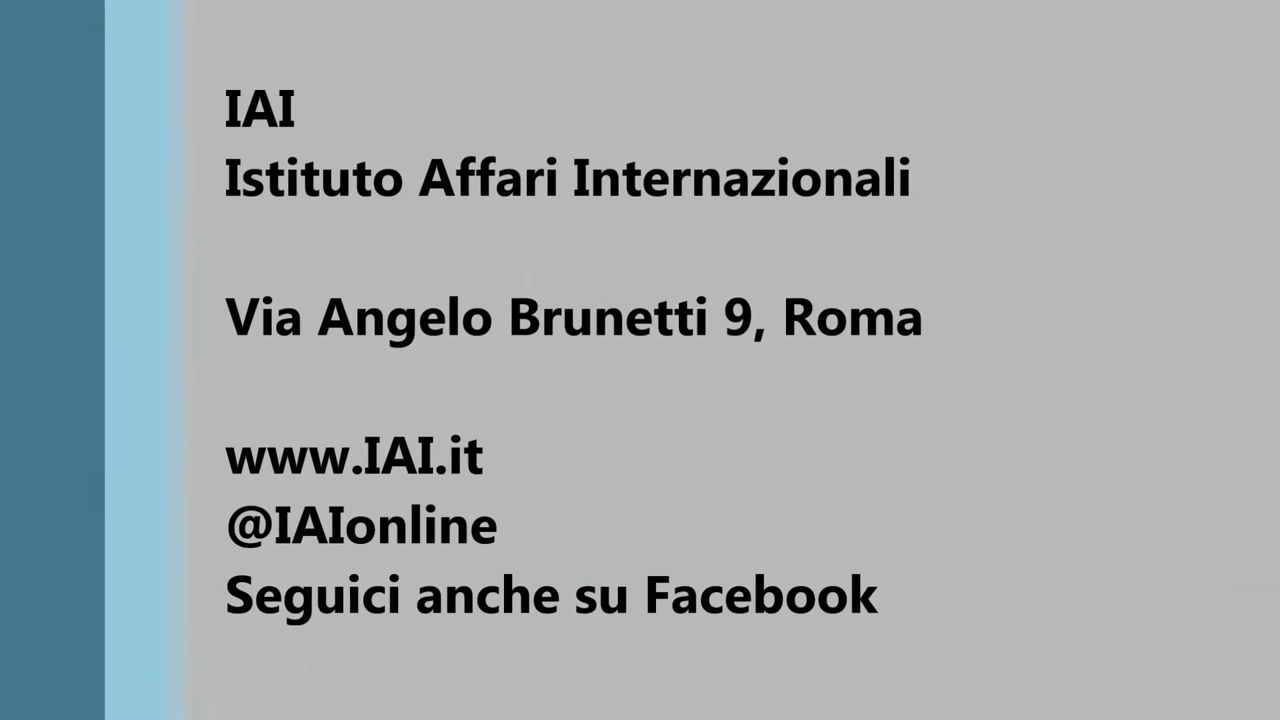 IAI
Istituto Affari Internazionali
Via Angelo Brunetti 9, Roma
www.IAI.it
@IAIonline
Seguici anche su Facebook